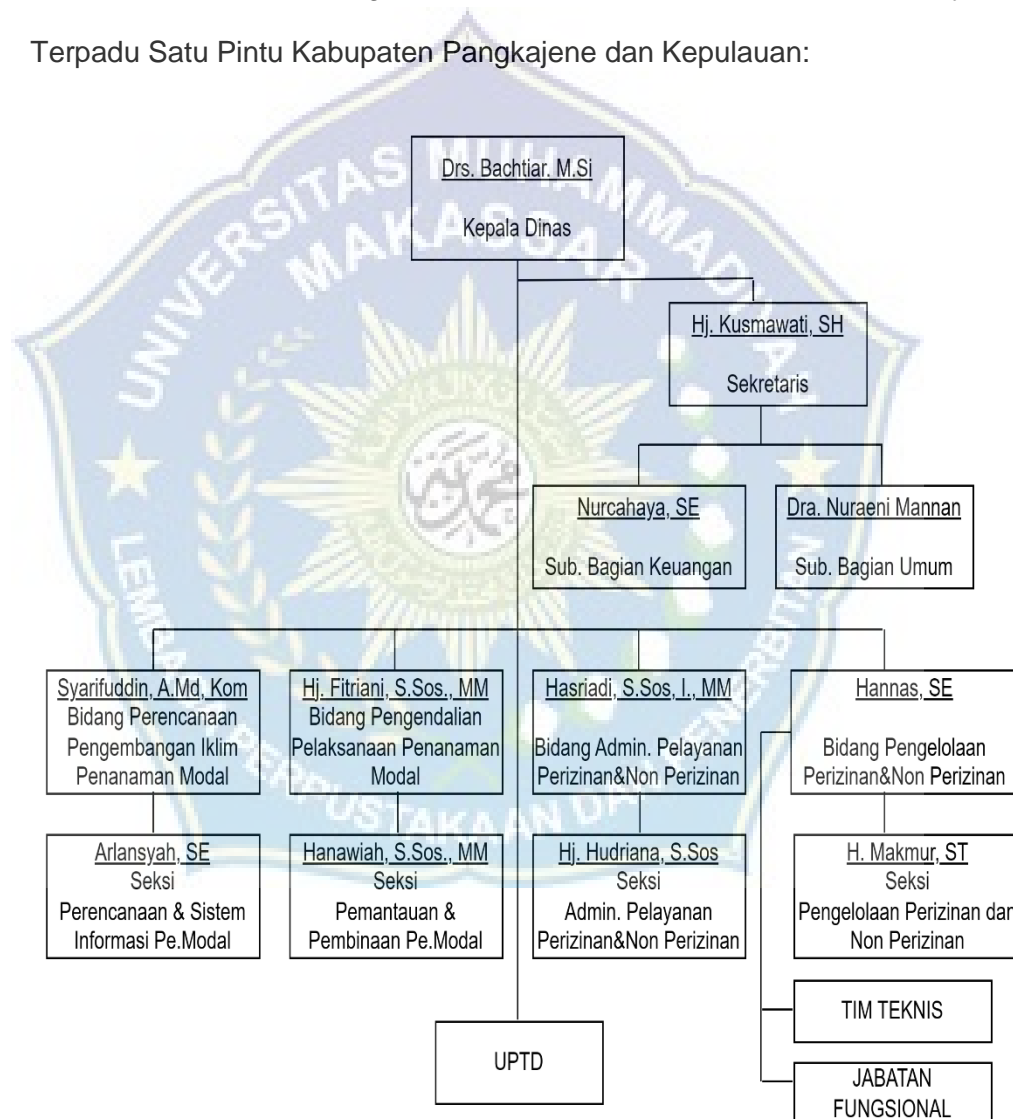 Terpadu Satu Pintu Kabupaten Pangkajene dan Kepulauan:
UNIVERSITAS MUHAMMADIYAH
MAKASSAR
LEMBAGA PERPUSTAKAAN DAN PENERBITAN
Drs. Bachtiar. M.Si
Kepala Dinas
Hj. Kusmawati, SH
Sekretaris
Nurcahaya, SE
Sub. Bagian Keuangan
Dra. Nuraeni Mannan
Sub. Bagian Umum
Syarifuddin, A.Md, Kom
Bidang Perencanaan
Pengembangan Iklim
Penanaman Modal
Hj. Fitriani, S.Sos., MM
Bidang Pengendalian
Pelaksanaan Penanaman
Modal
Hasriadi, S.Sos, I., MM
Bidang Admin. Pelayanan
Perizinan&Non Perizinan
Hannas, SE
Bidang Pengelolaan
Perizinan&Non Perizinan
Arlansyah, SE
Seksi
Perencanaan & Sistem
Informasi Pe.Modal
Hanawiah, S.Sos., MM
Seksi
Pemantauan &
Pembinaan Pe.Modal
Hj. Hudriana, S.Sos
Seksi
Admin. Pelayanan
Perizinan&Non Perizinan
H. Makmur, ST
Seksi
Pengelolaan Perizinan dan
Non Perizinan
TIM TEKNIS
UPTD
JABATAN
FUNGSIONAL